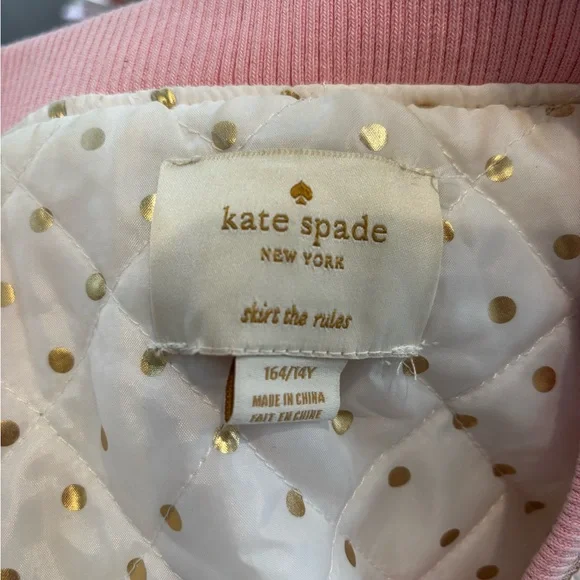 kate spade
NEW YORK
skirt the rules
164/14Y
MADE IN CHINA
FAIT EN CHINE